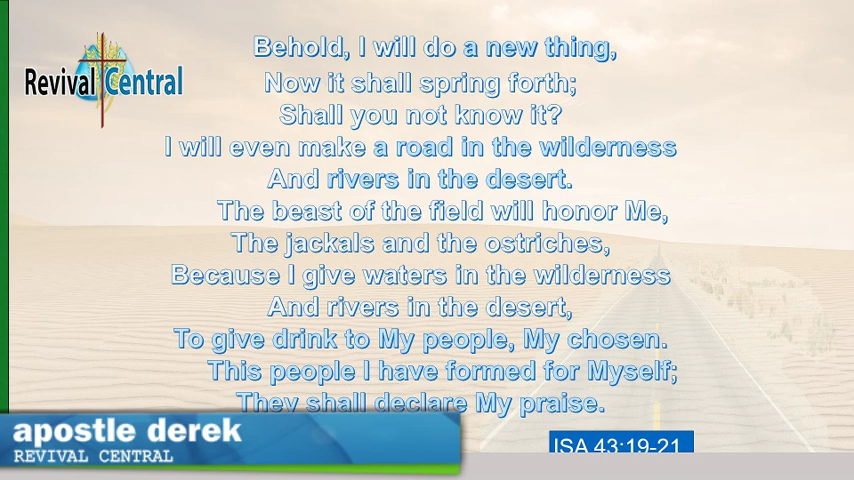 Revival Central
Behold, I will do a new thing,
Now it shall spring forth;
Shall you not know it?
I will even make a road in the wilderness
And rivers in the desert.
The beast of the field will honor Me,
The jackals and the ostriches,
Because I give waters in the wilderness
And rivers in the desert,
To give drink to My people, My chosen.
This people I have formed for Myself;
They shall declare My praise.
apostle derek
REVIVAL CENTRAL
ISA 43:19-21